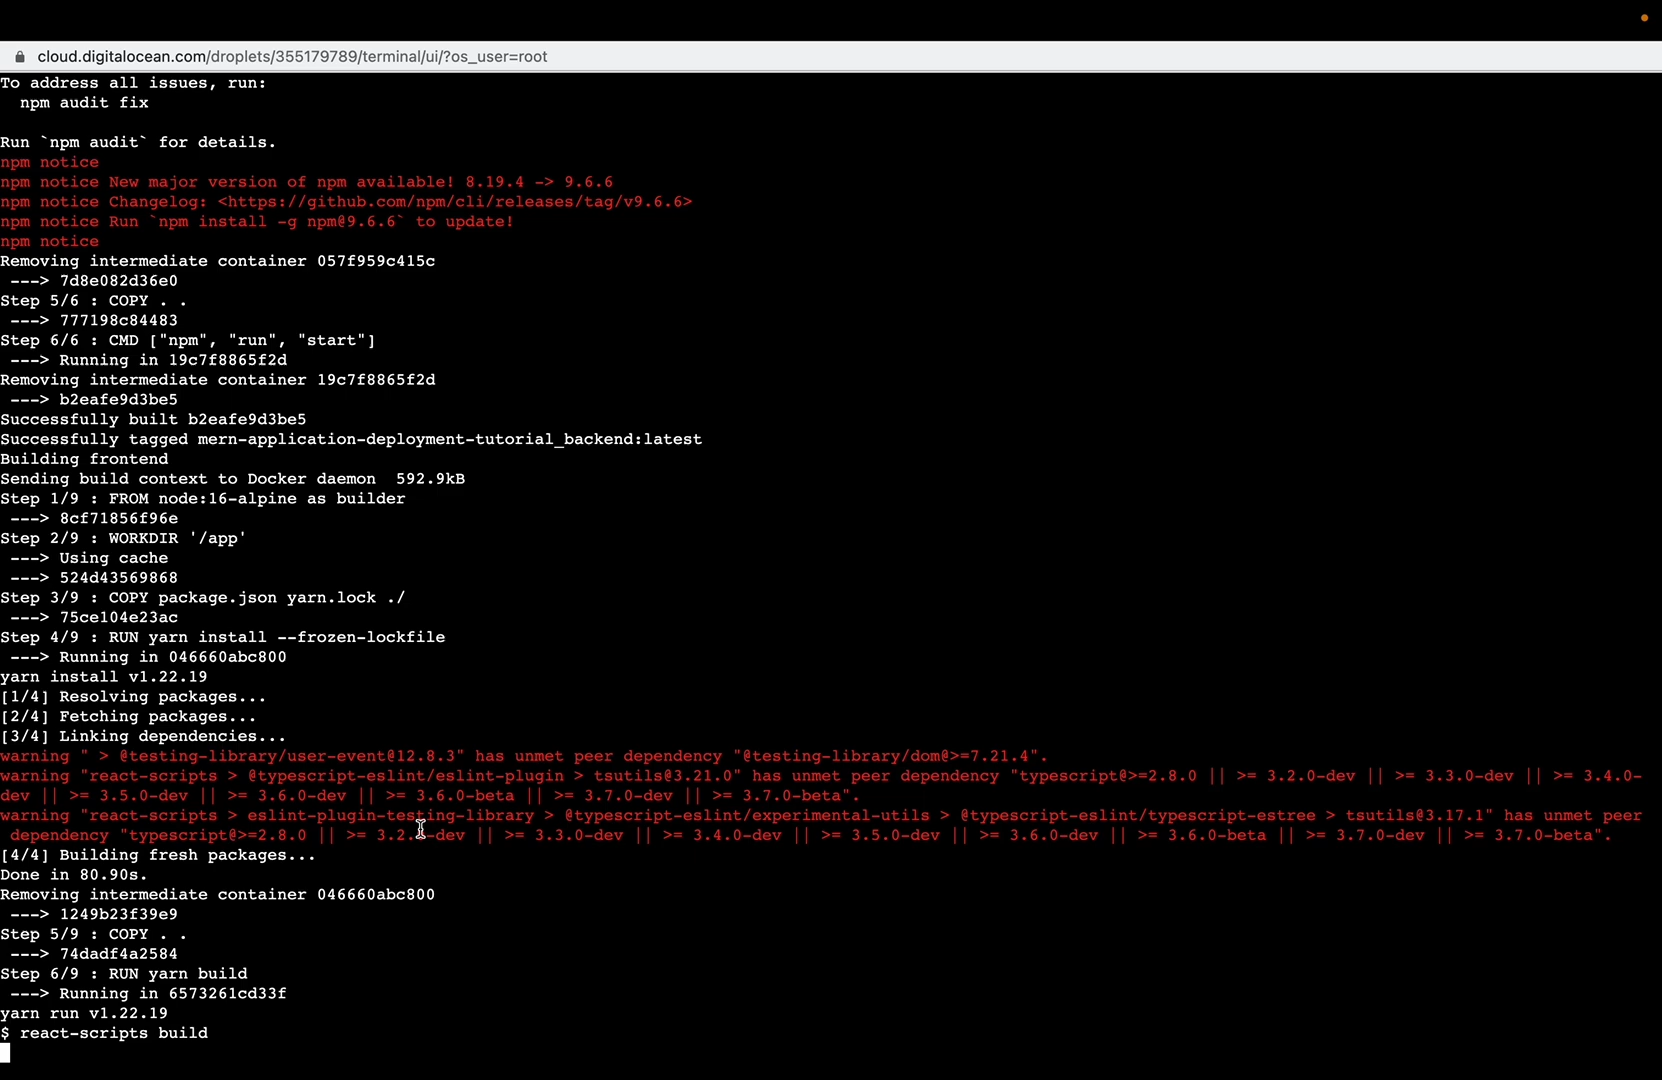 cloud.digitalocean.com/droplets/355179789/terminal/ui/?os_user=root
To address all issues, run:
  npm audit fix
Run `npm audit` for details.
npm notice
npm notice New major version of npm available! 8.19.4 -> 9.6.6
npm notice Changelog: <https://github.com/npm/cli/releases/tag/v9.6.6>
npm notice Run `npm install -g npm@9.6.6` to update!
npm notice
Removing intermediate container 057f959c415c
 ---> 7d8e082d36e0
Step 5/6 : COPY . .
 ---> 777198c84483
Step 6/6 : CMD ["npm", "run", "start"]
 ---> Running in 19c7f8865f2d
Removing intermediate container 19c7f8865f2d
 ---> b2eafe9d3be5
Successfully built b2eafe9d3be5
Successfully tagged mern-application-deployment-tutorial_backend:latest
Building frontend
Sending build context to Docker daemon  592.9kB
Step 1/9 : FROM node:16-alpine as builder
 ---> 8cf71856f96e
Step 2/9 : WORKDIR '/app'
 ---> Using cache
 ---> 524d43569868
Step 3/9 : COPY package.json yarn.lock ./
 ---> 75ce104e23ac
Step 4/9 : RUN yarn install --frozen-lockfile
 ---> Running in 046660abc800
yarn install v1.22.19
[1/4] Resolving packages...
[2/4] Fetching packages...
[3/4] Linking dependencies...
warning " > @testing-library/user-event@12.8.3" has unmet peer dependency "@testing-library/dom@>=7.21.4".
warning "react-scripts > @typescript-eslint/eslint-plugin > tsutils@3.21.0" has unmet peer dependency "typescript@>=2.8.0 || >= 3.2.0-dev || >= 3.3.0-dev || >= 3.4.0-
dev || >= 3.5.0-dev || >= 3.6.0-dev || >= 3.6.0-beta || >= 3.7.0-dev || >= 3.7.0-beta".
warning "react-scripts > eslint-plugin-testing-library > @typescript-eslint/experimental-utils > @typescript-eslint/typescript-estree > tsutils@3.17.1" has unmet peer
 dependency "typescript@>=2.8.0 || >= 3.2.0-dev || >= 3.3.0-dev || >= 3.4.0-dev || >= 3.5.0-dev || >= 3.6.0-dev || >= 3.6.0-beta || >= 3.7.0-dev || >= 3.7.0-beta".
[4/4] Building fresh packages...
Done in 80.90s.
Removing intermediate container 046660abc800
 ---> 1249b23f39e9
Step 5/9 : COPY . .
 ---> 74dadf4a2584
Step 6/9 : RUN yarn build
 ---> Running in 6573261cd33f
yarn run v1.22.19
$ react-scripts build